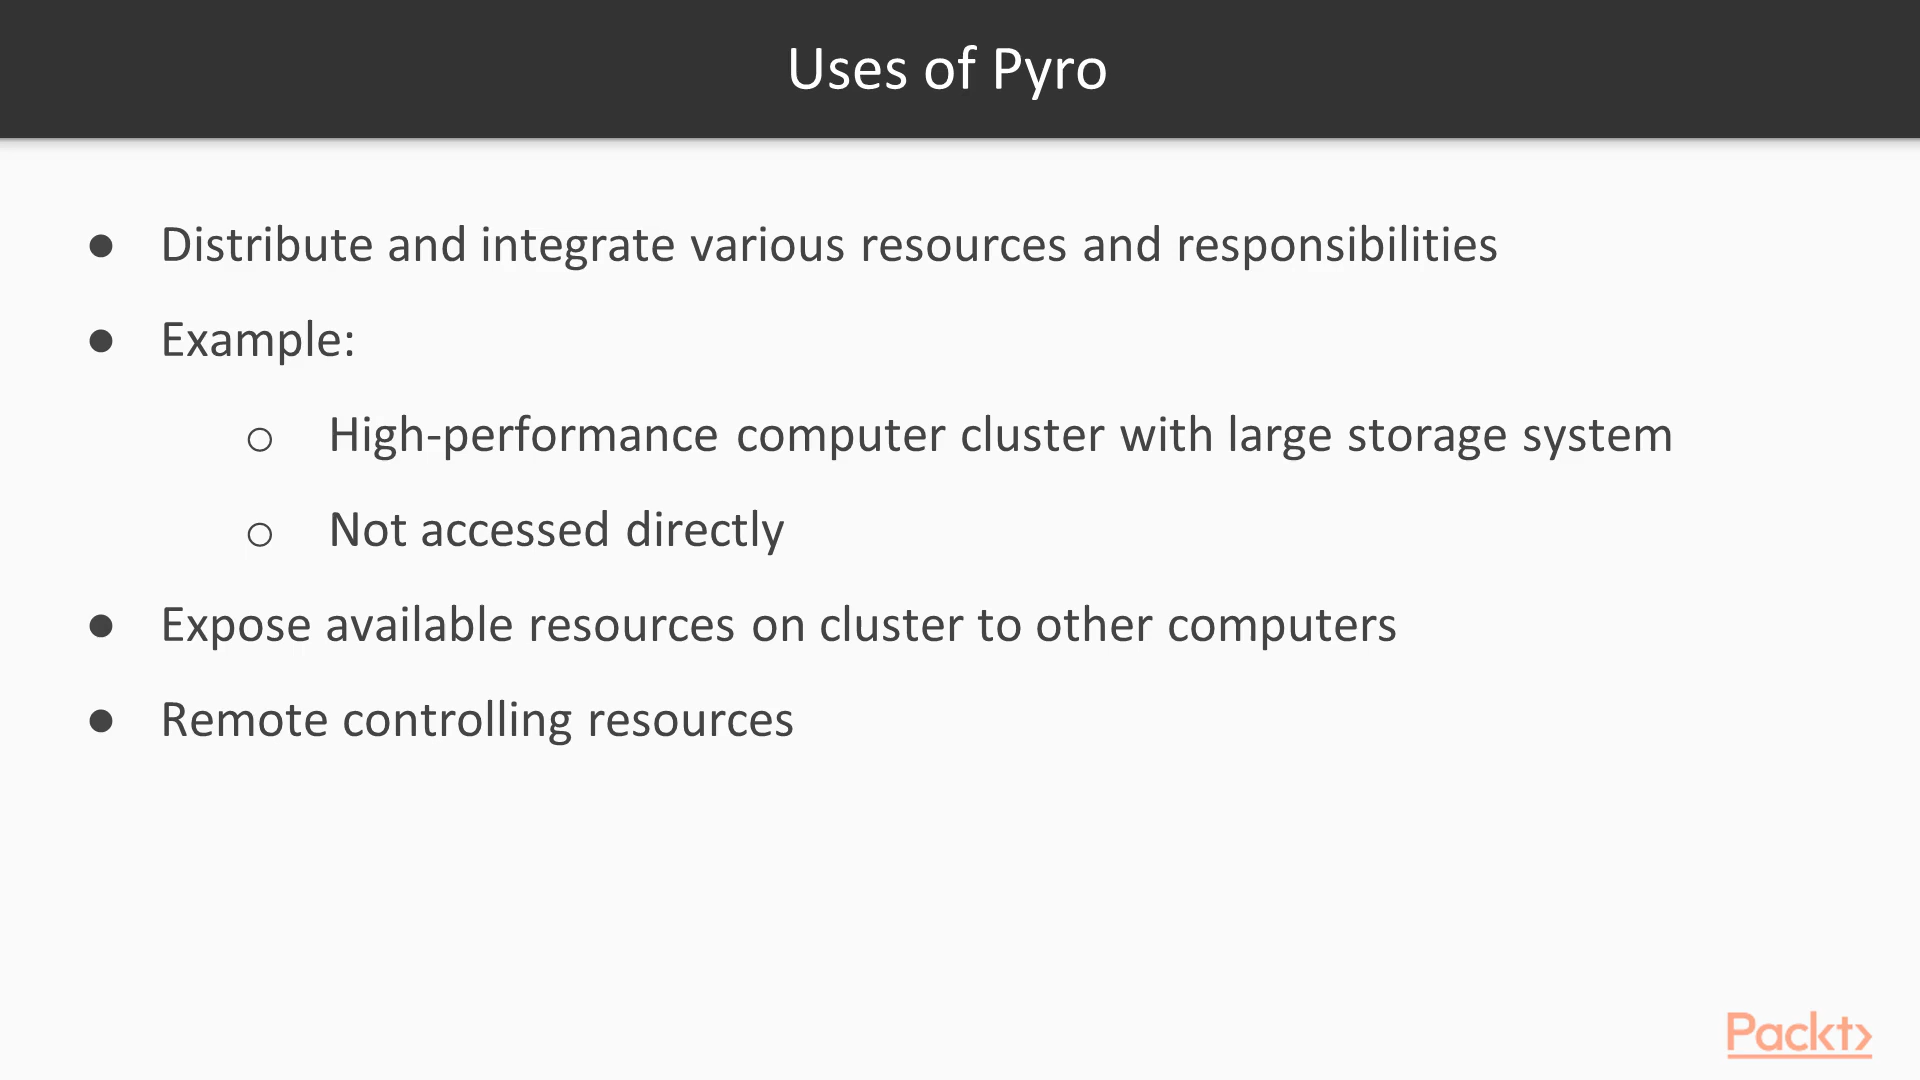 Uses of Pyro
● Distribute and integrate various resources and responsibilities
● Example:
○ High-performance computer cluster with large storage system
○ Not accessed directly
● Expose available resources on cluster to other computers
● Remote controlling resources
Packt>